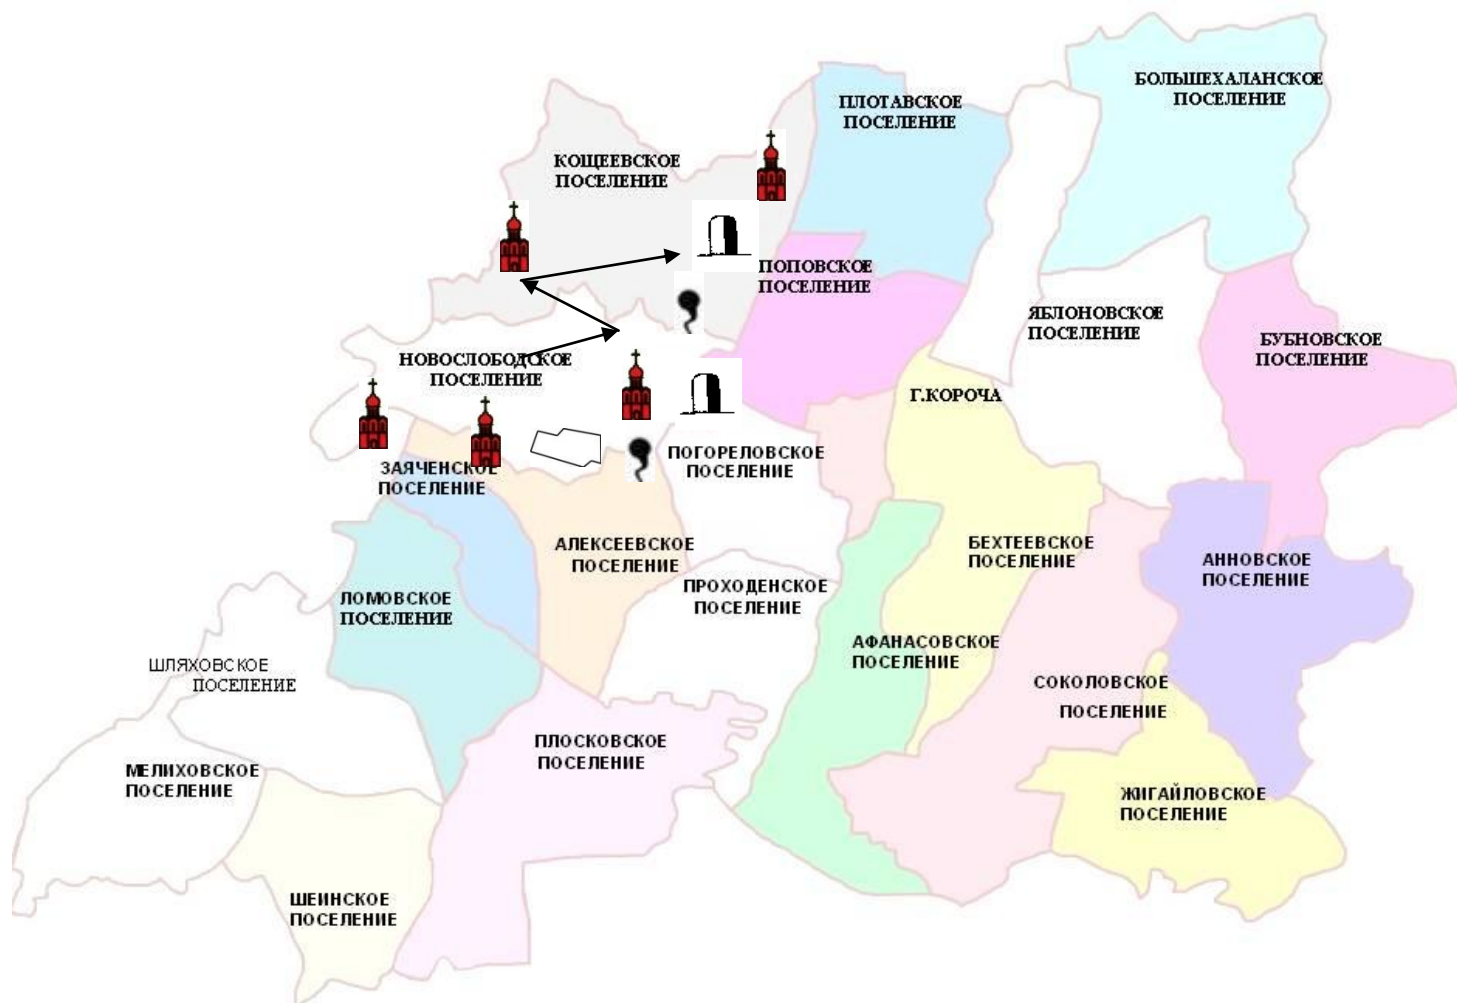 БОЛЬШЕХАЛАНСКОЕ
ПОСЕЛЕНИЕ
ПЛОТАВСКОЕ
ПОСЕЛЕНИЕ
КОЩЕЕВСКОЕ
ПОСЕЛЕНИЕ
ПОПОВСКОЕ
ПОСЕЛЕНИЕ
ЯБЛОНОВСКОЕ
ПОСЕЛЕНИЕ
БУБНОВСКОЕ
ПОСЕЛЕНИЕ
НОВОСЛОБОДСКОЕ
ПОСЕЛЕНИЕ
Г.КОРОЧА
ПОГОРЕЛОВСКОЕ
ПОСЕЛЕНИЕ
ЗАЯЧЕНСКОЕ
ПОСЕЛЕНИЕ
АЛЕКСЕЕВСКОЕ
ПОСЕЛЕНИЕ
БЕХТЕЕВСКОЕ
ПОСЕЛЕНИЕ
АННОВСКОЕ
ПОСЕЛЕНИЕ
ПРОХОДЕНСКОЕ
ПОСЕЛЕНИЕ
ЛОМОВСКОЕ
ПОСЕЛЕНИЕ
АФАНАСОВСКОЕ
ПОСЕЛЕНИЕ
ШЛЯХОВСКОЕ
ПОСЕЛЕНИЕ
СОКОЛОВСКОЕ
ПОСЕЛЕНИЕ
ПЛОСКОВСКОЕ
ПОСЕЛЕНИЕ
МЕЛИХОВСКОЕ
ПОСЕЛЕНИЕ
ЖИГАЙЛОВСКОЕ
ПОСЕЛЕНИЕ
ШЕИНСКОЕ
ПОСЕЛЕНИЕ